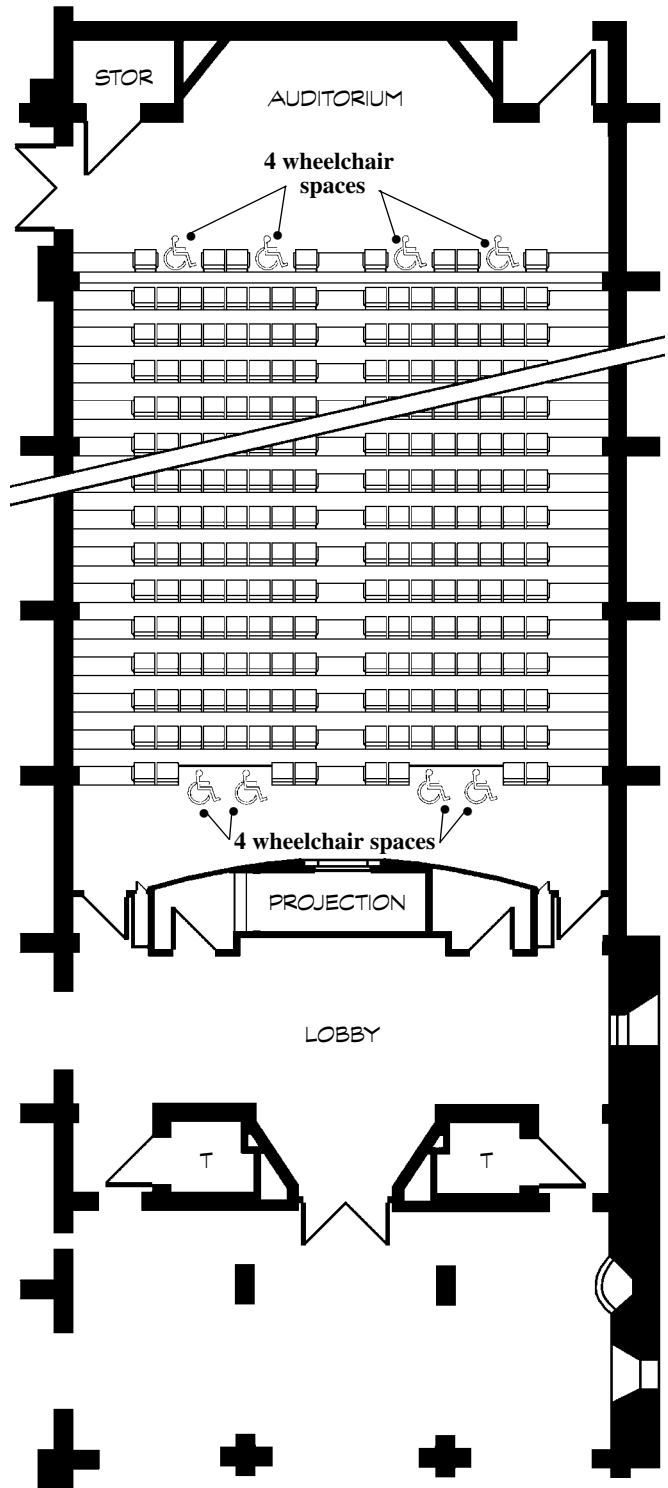 STOR
AUDITORIUM
4 wheelchair
spaces
4 wheelchair spaces
PROJECTION
LOBBY
T
T